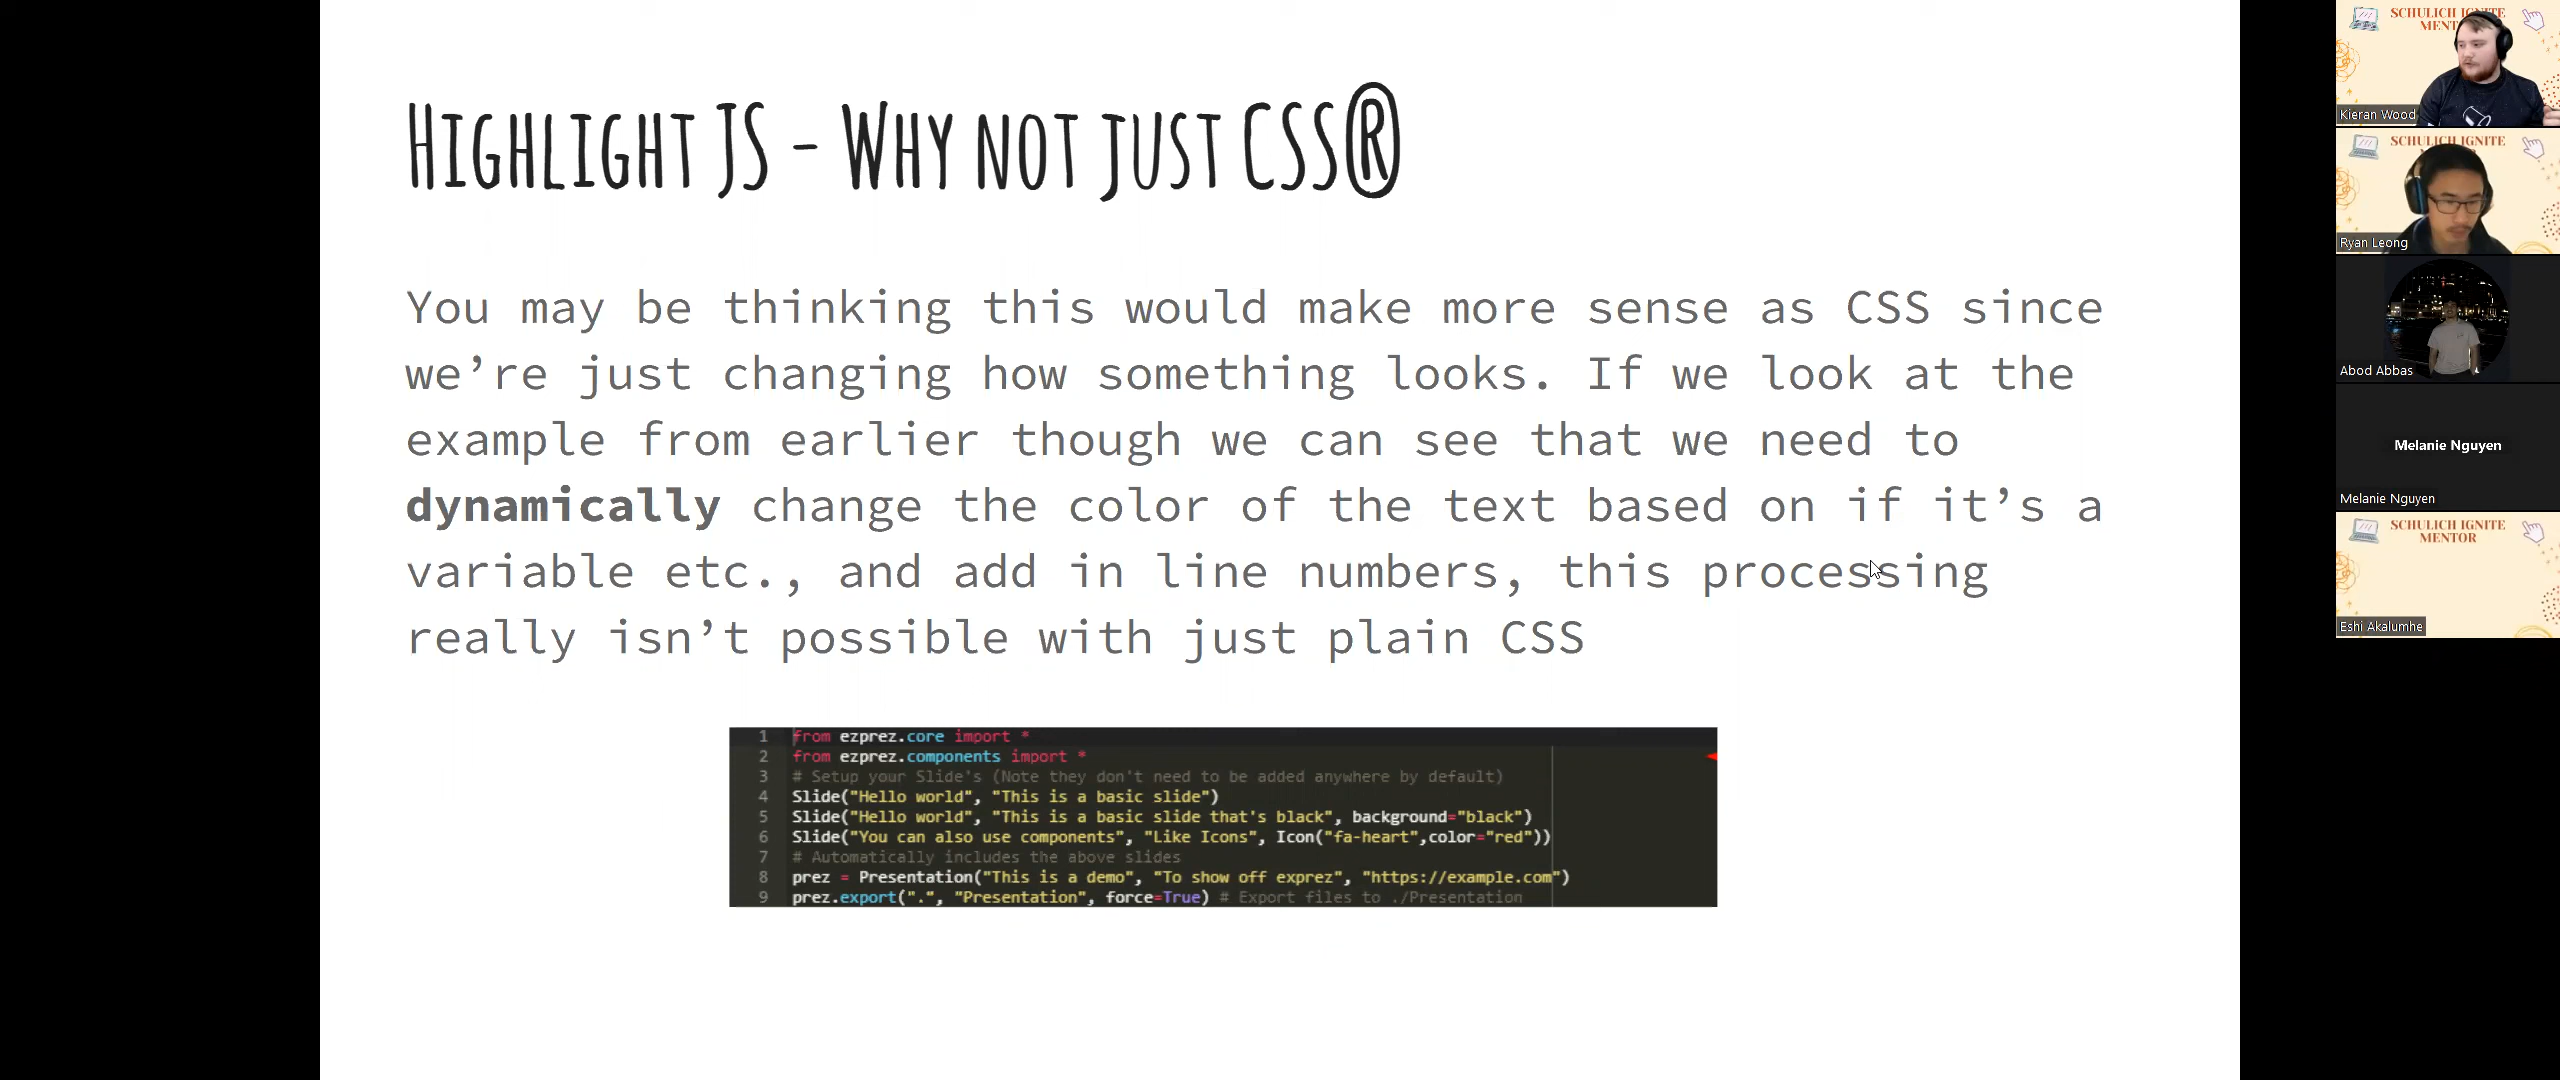 HIGHLIGHT JS - WHY NOT JUST CSS®
You may be thinking this would make more sense as CSS since
we’re just changing how something looks. If we look at the
example from earlier though we can see that we need to
dynamically change the color of the text based on if it’s a
variable etc., and add in line numbers, this processing
really isn’t possible with just plain CSS
1 from ezprez.core import *
2 from ezprez.components import *
3 # Setup your Slide's (Note they don't need to be added anywhere by default)
4 Slide("Hello world", "This is a basic slide")
5 Slide("Hello world", "This is a basic slide that's black", background="black")
6 Slide("You can also use components", "Like Icons", Icon("fa-heart",color="red"))
7 # Automatically includes the above slides
8 prez = Presentation("This is a demo", "To show off exprez", "https://example.com")
9 prez.export(".", "Presentation", force=True) # Export files to ./Presentation
SCHULICH IGNITE
MENT
Kieran Wood
SCHULICH IGNITE
Ryan Leong
Abod Abbas
Melanie Nguyen
Melanie Nguyen
SCHULICH IGNITE
MENTOR
Eshi Akalumhe